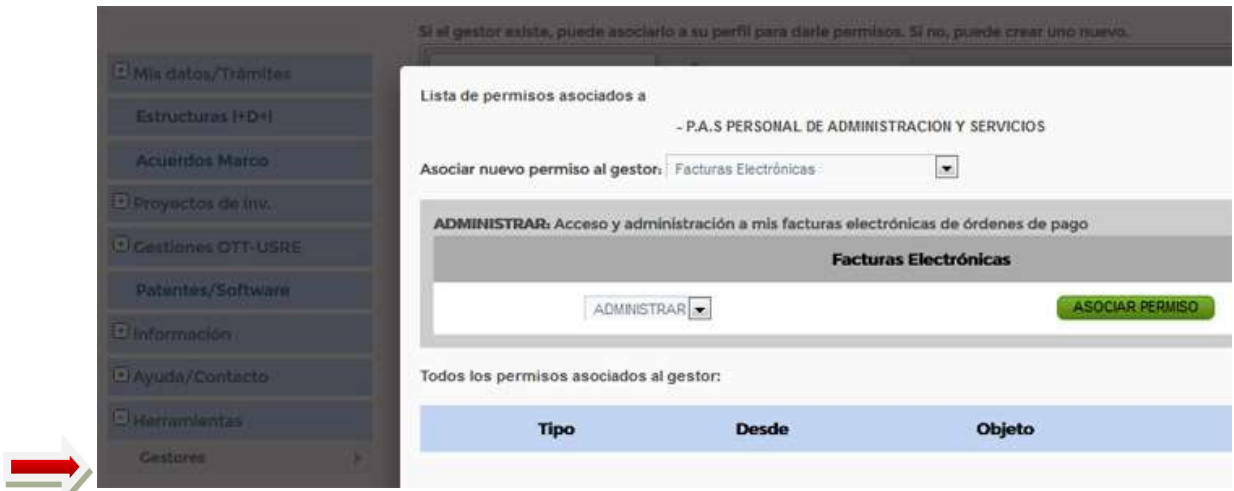 Si el gestor existe, puede asociarlo a su perfil para darle permisos. Si no, puede crear uno nuevo.
Mis datos/Trámites
Estructuras I+D+I
Acuerdos Marco
Proyectos de inv.
Gestiones OTT-USRE
Patentes/Software
Información
Ayuda/Contacto
Herramientas
Gestores
Lista de permisos asociados a
- P.A.S PERSONAL DE ADMINISTRACION Y SERVICIOS
Asociar nuevo permiso al gestor: Facturas Electrónicas
ADMINISTRAR: Acceso y administración a mis facturas electrónicas de órdenes de pago
Facturas Electrónicas
ADMINISTRAR ASOCIAR PERMISO
Todos los permisos asociados al gestor:
Tipo Desde Objeto